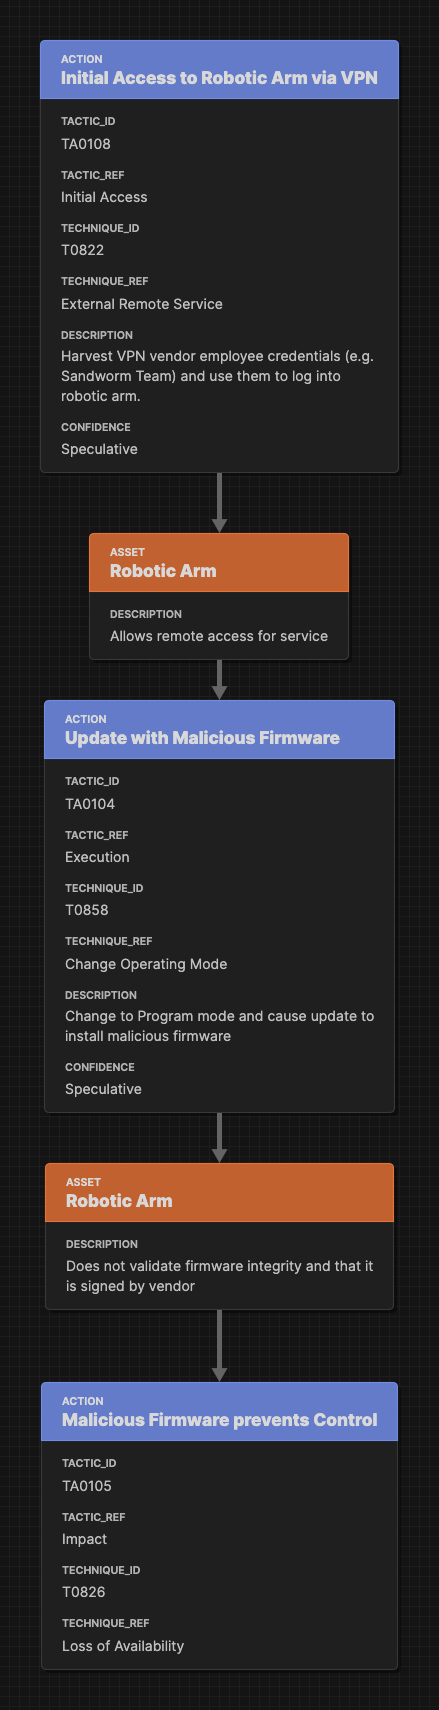 ACTION
Initial Access to Robotic Arm via VPN
TACTIC_ID
TA0108
TACTIC_REF
Initial Access
TECHNIQUE_ID
T0822
TECHNIQUE_REF
External Remote Service
DESCRIPTION
Harvest VPN vendor employee credentials (e.g.
Sandworm Team) and use them to log into
robotic arm.
CONFIDENCE
Speculative
ASSET
Robotic Arm
DESCRIPTION
Allows remote access for service
ACTION
Update with Malicious Firmware
TACTIC_ID
TA0104
TACTIC_REF
Execution
TECHNIQUE_ID
T0858
TECHNIQUE_REF
Change Operating Mode
DESCRIPTION
Change to Program mode and cause update to
install malicious firmware
CONFIDENCE
Speculative
ASSET
Robotic Arm
DESCRIPTION
Does not validate firmware integrity and that it
is signed by vendor
ACTION
Malicious Firmware prevents Control
TACTIC_ID
TA0105
TACTIC_REF
Impact
TECHNIQUE_ID
T0826
TECHNIQUE_REF
Loss of Availability